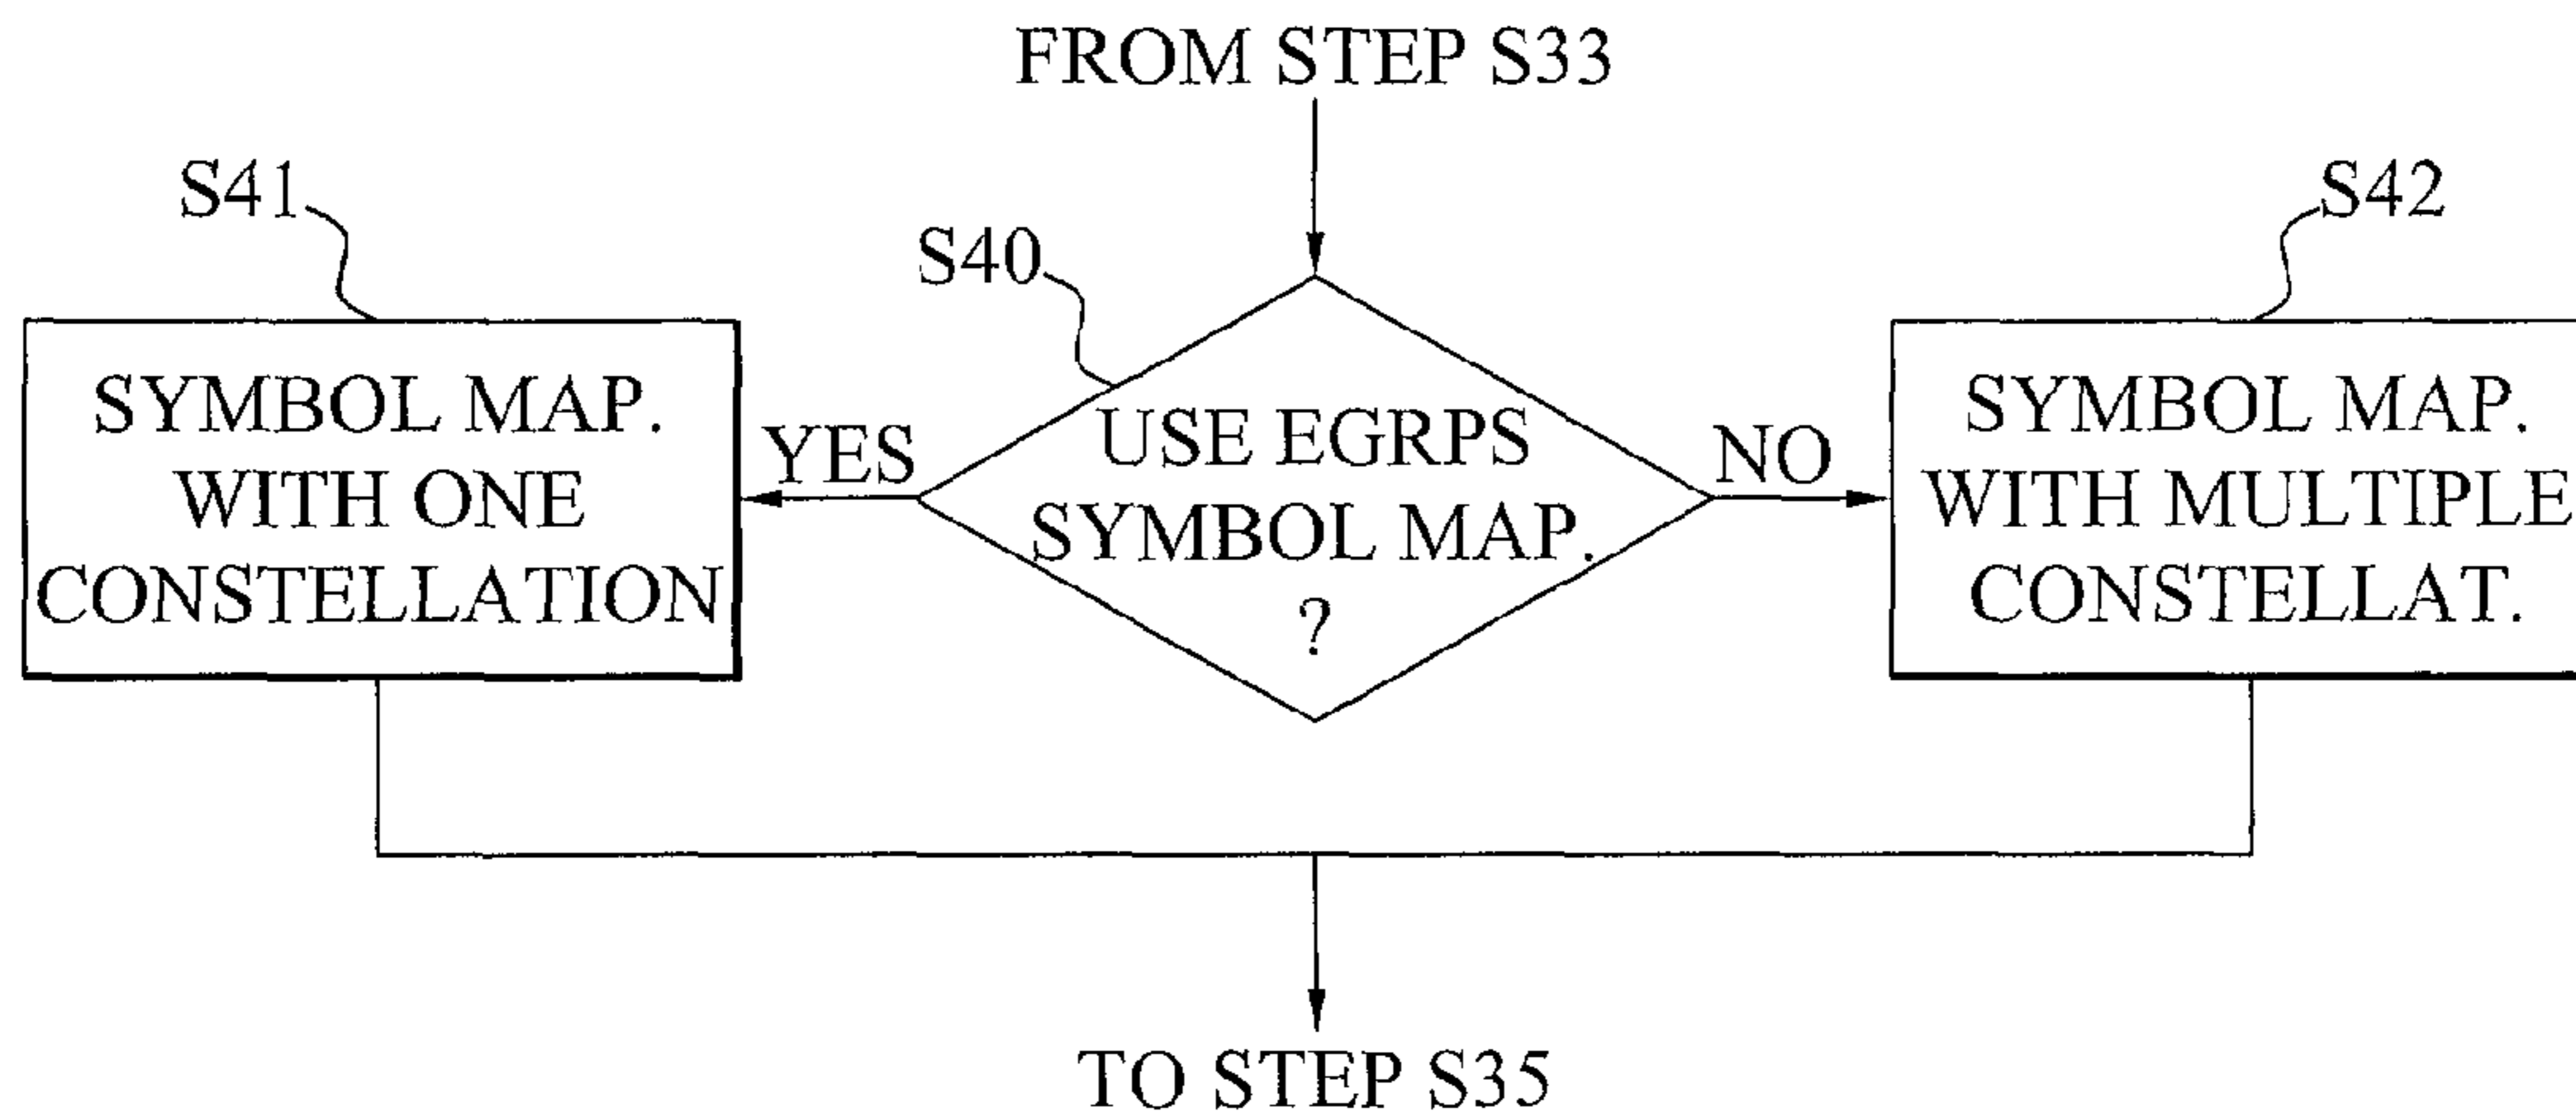 FROM STEP S33
S41
S40
S42
SYMBOL MAP.
WITH ONE
CONSTELLATION
YES
USE EGRPS
SYMBOL MAP.
?
NO
SYMBOL MAP.
WITH MULTIPLE
CONSTELLAT.
TO STEP S35